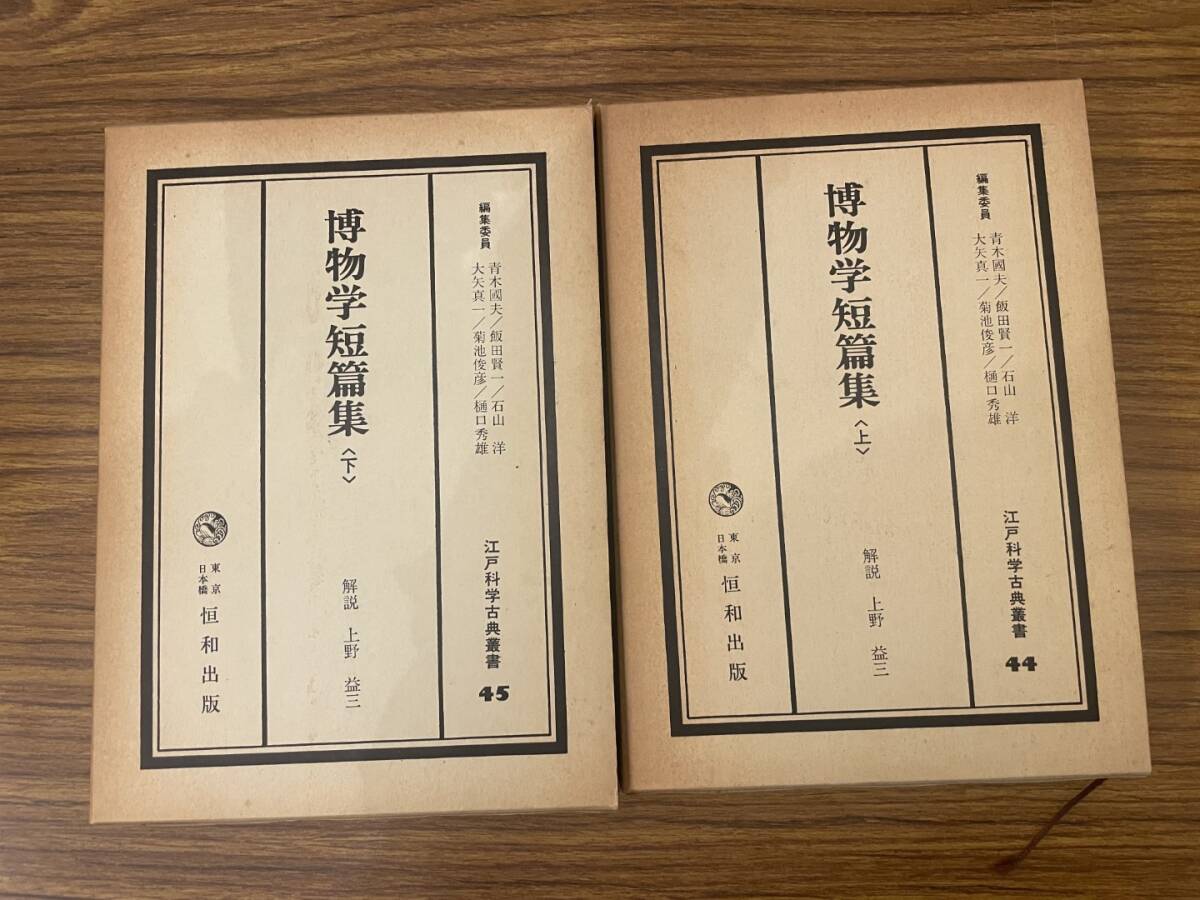 編集委員
青木國夫/飯田賢一/石山 洋
大矢真一/菊池俊彦/樋口秀雄
江戸科学古典叢書 44
博物学短篇集〈上〉
解説 上野 益三
東京
日本橋
恒和出版
編集委員
青木國夫/飯田賢一/石山 洋
大矢真一/菊池俊彦/樋口秀雄
江戸科学古典叢書 45
博物学短篇集〈下〉
解説 上野 益三
東京
日本橋
恒和出版